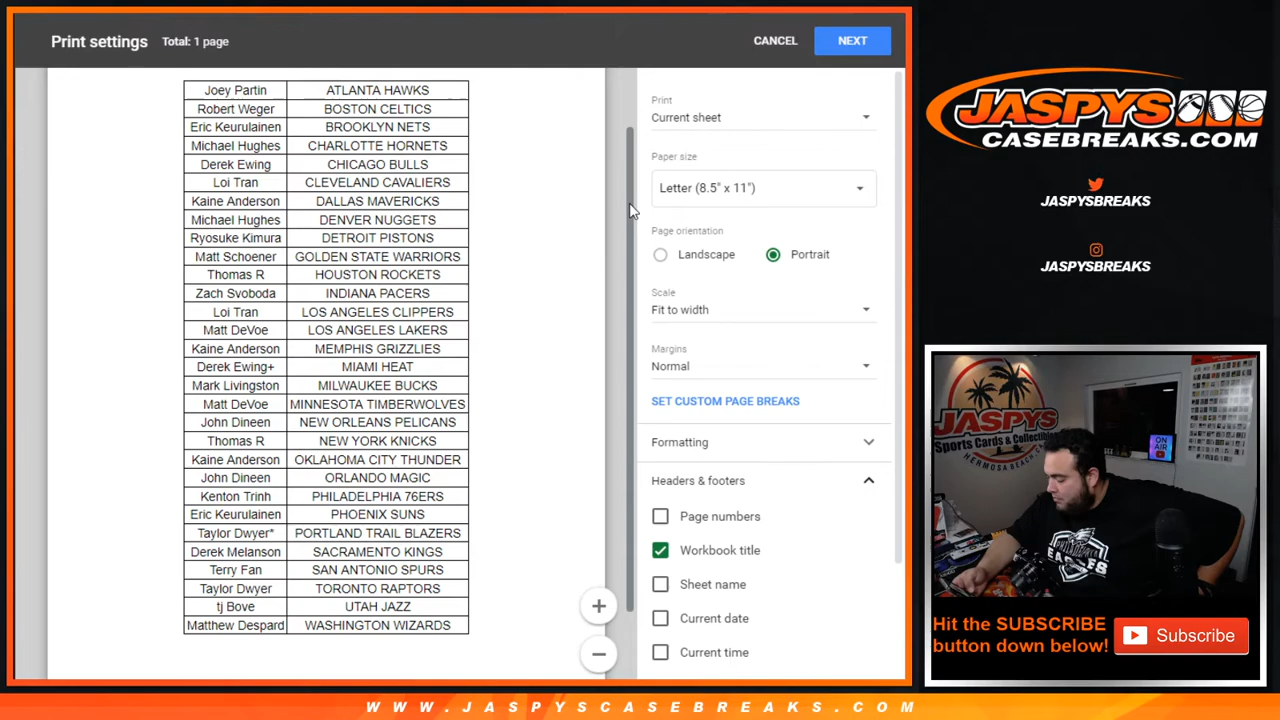 Print settings Total: 1 page CANCEL NEXT
Joey Partin ATLANTA HAWKS
Robert Weger BOSTON CELTICS
Eric Keurulainen BROOKLYN NETS
Michael Hughes CHARLOTTE HORNETS
Derek Ewing CHICAGO BULLS
Loi Tran CLEVELAND CAVALIERS
Kaine Anderson DALLAS MAVERICKS
Michael Hughes DENVER NUGGETS
Ryosuke Kimura DETROIT PISTONS
Matt Schoener GOLDEN STATE WARRIORS
Thomas R HOUSTON ROCKETS
Zach Svoboda INDIANA PACERS
Loi Tran LOS ANGELES CLIPPERS
Matt DeVoe LOS ANGELES LAKERS
Kaine Anderson MEMPHIS GRIZZLIES
Derek Ewing+ MIAMI HEAT
Mark Livingston MILWAUKEE BUCKS
Matt DeVoe MINNESOTA TIMBERWOLVES
John Dineen NEW ORLEANS PELICANS
Thomas R NEW YORK KNICKS
Kaine Anderson OKLAHOMA CITY THUNDER
John Dineen ORLANDO MAGIC
Kenton Trinh PHILADELPHIA 76ERS
Eric Keurulainen PHOENIX SUNS
Taylor Dwyer* PORTLAND TRAIL BLAZERS
Derek Melanson SACRAMENTO KINGS
Terry Fan SAN ANTONIO SPURS
Taylor Dwyer TORONTO RAPTORS
tj Bove UTAH JAZZ
Matthew Despard WASHINGTON WIZARDS
Print
Current sheet
Paper size
Letter (8.5" x 11")
Page orientation
Landscape Portrait
Scale
Fit to width
Margins
Normal
SET CUSTOM PAGE BREAKS
Formatting
Headers & footers
Page numbers
Workbook title
Sheet name
Current date
Current time
JASPYS
CASEBREAKS.COM
JASPYSBREAKS
JASPYSBREAKS
JASPYS
Sports Cards & Collectibles
HERMOSA BEACH
ON
AIR
PHILADELPHIA
EAGLES
Hit the SUBSCRIBE
button down below!
Subscribe
WWW.JASPYSCASEBREAKS.COM